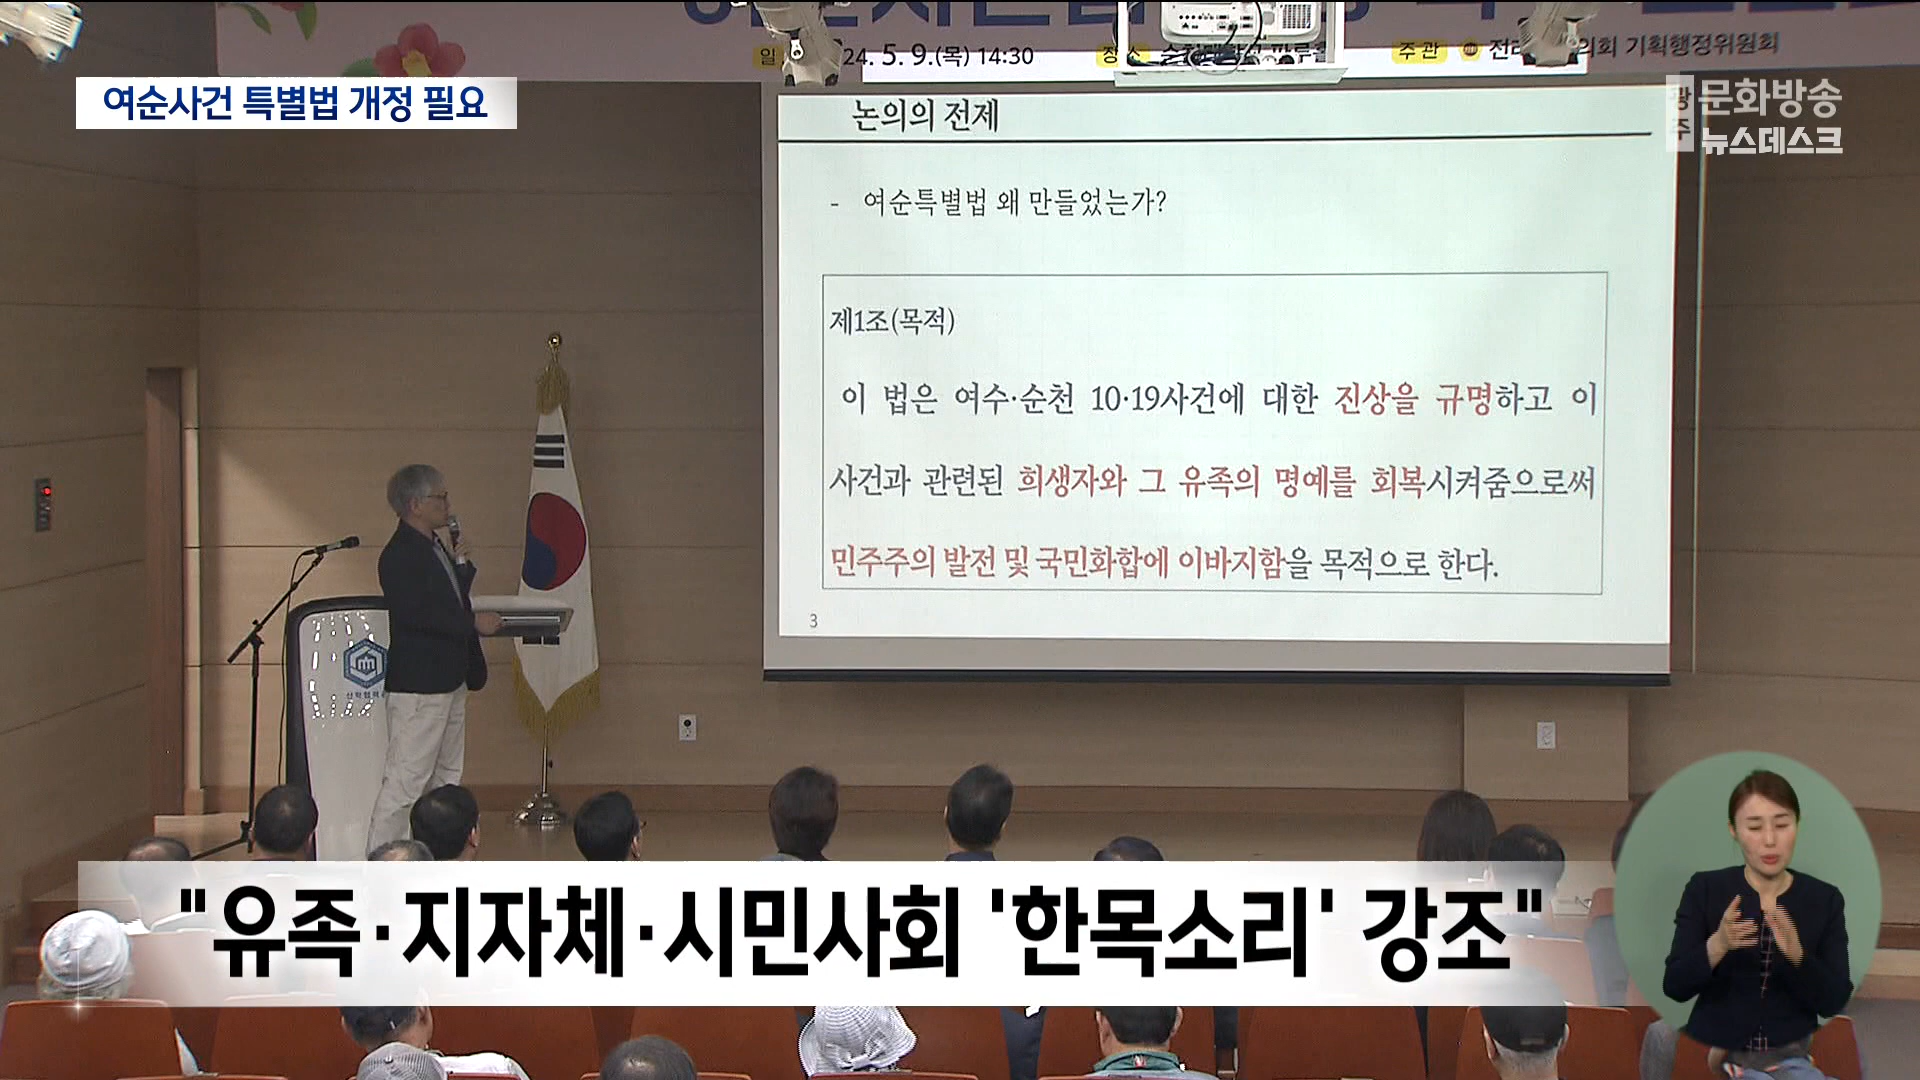 24. 5. 9.(목) 14:30
주관
기획행정위원회
여순사건 특별법 개정 필요
광주
문화방송
뉴스데스크
논의의 전제
- 여순특별법 왜 만들었는가?
제1조(목적)
이 법은 여수·순천 10·19사건에 대한 진상을 규명하고 이
사건과 관련된 희생자와 그 유족의 명예를 회복시켜줌으로써
민주주의 발전 및 국민화합에 이바지함을 목적으로 한다.
3
"유족·지자체·시민사회 '한목소리' 강조"